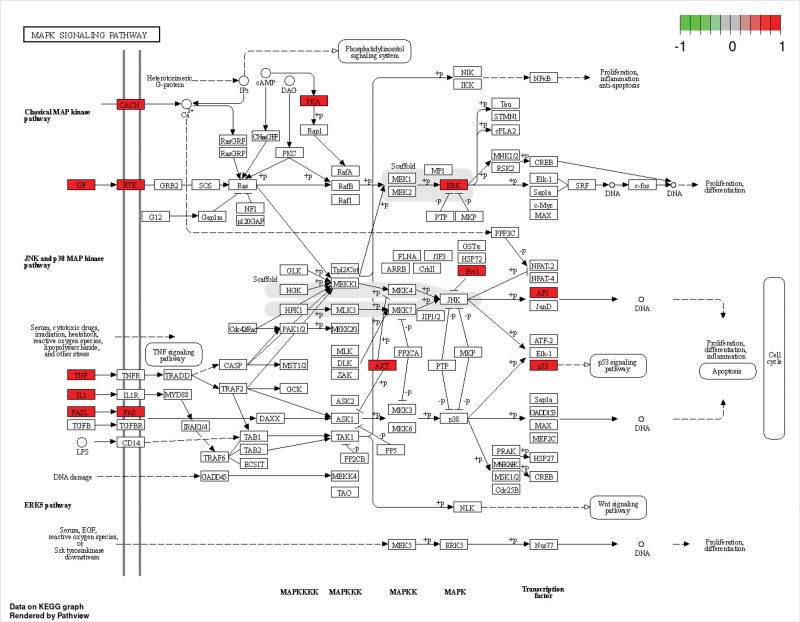 MAPK SIGNALING PATHWAY
-1 0 1
Phosphatidylinositol
signaling system
Heterotrimeric
G-protein
IP3
cAMP
DAG
PKA
+p
NIK
IKK
+p
NFκB
Proliferation,
inflammation,
anti-apoptosis
Classical MAP kinase
pathway
CACN
Ca2+
RasGRF
RasGRP
CNasGEF
PKC
Rap1
Tau
STMN1
cPLA2
+p
GF
RTK
GRB2
SOS
Ras
G12
Gap1m
NF1
p120GAP
RafA
RafB
Raf1
+p
+p
+p
Scaffold
MEK1
MEK2
MP1
+p
ERK
PTP
MKP
-p
-p
MNK1/2
RSK2
CREB
+p
+p
Elk-1
Sap1a
c-Myc
MAX
SRF
DNA
c-fos
DNA
Proliferation,
differentiation
PPP3C
JNK and p38 MAP kinase
pathway
Scaffold
GLK
HGK
HPK1
Tpl2/Cot
MEKK1
MLK3
MEKK2/3
FLNA
JIP3
ARRB
CrkII
GSTπ
HSP72
Evi1
MKK4
MKK7
JIP1/2
JNK
NFAT-2
NFAT-4
AP1
JunD
DNA
ATF-2
Elk-1
p53
p53 signaling
pathway
Proliferation,
differentiation,
inflammation
Apoptosis
Cell
cycle
Serum, cytotoxic drugs,
irradiation, heatshock,
reactive oxygen species,
lipopolysaccharide,
and other stress
TNF signaling
pathway
PAK1/2
CASP
MST1/2
MLK
DLK
ZAK
AKT
PP2CA
PTP
MKP
TNF
TNFR
TRADD
IL1
IL1R
MYD88
TRAF2
GCK
FASL
FAS
DAXX
ASK2
ASK1
MKK3
MKK6
p38
TGFB
TGFBR
IRAK1/4
TAB1
TAB2
ECSIT
TAK1
PP2CB
PP5
Sap1a
GADD153
MAX
MEF2C
DNA
LPS
CD14
TRAF6
PRAK
MSK1/2
Cdc25B
HSP27
CREB
DNA damage
GADD45
MEKK4
TAO
ERK5 pathway
NLK
+p
Wnt signaling
pathway
Serum, EGF,
reactive oxygen species,
or
Src tyrosinkinase
downstream
MEK5
+p
ERK5
+p
Nur77
DNA
Proliferation,
differentiation
MAPKKKK MAPKKK MAPKK MAPK Transcription
factor
Data on KEGG graph
Rendered by Pathview